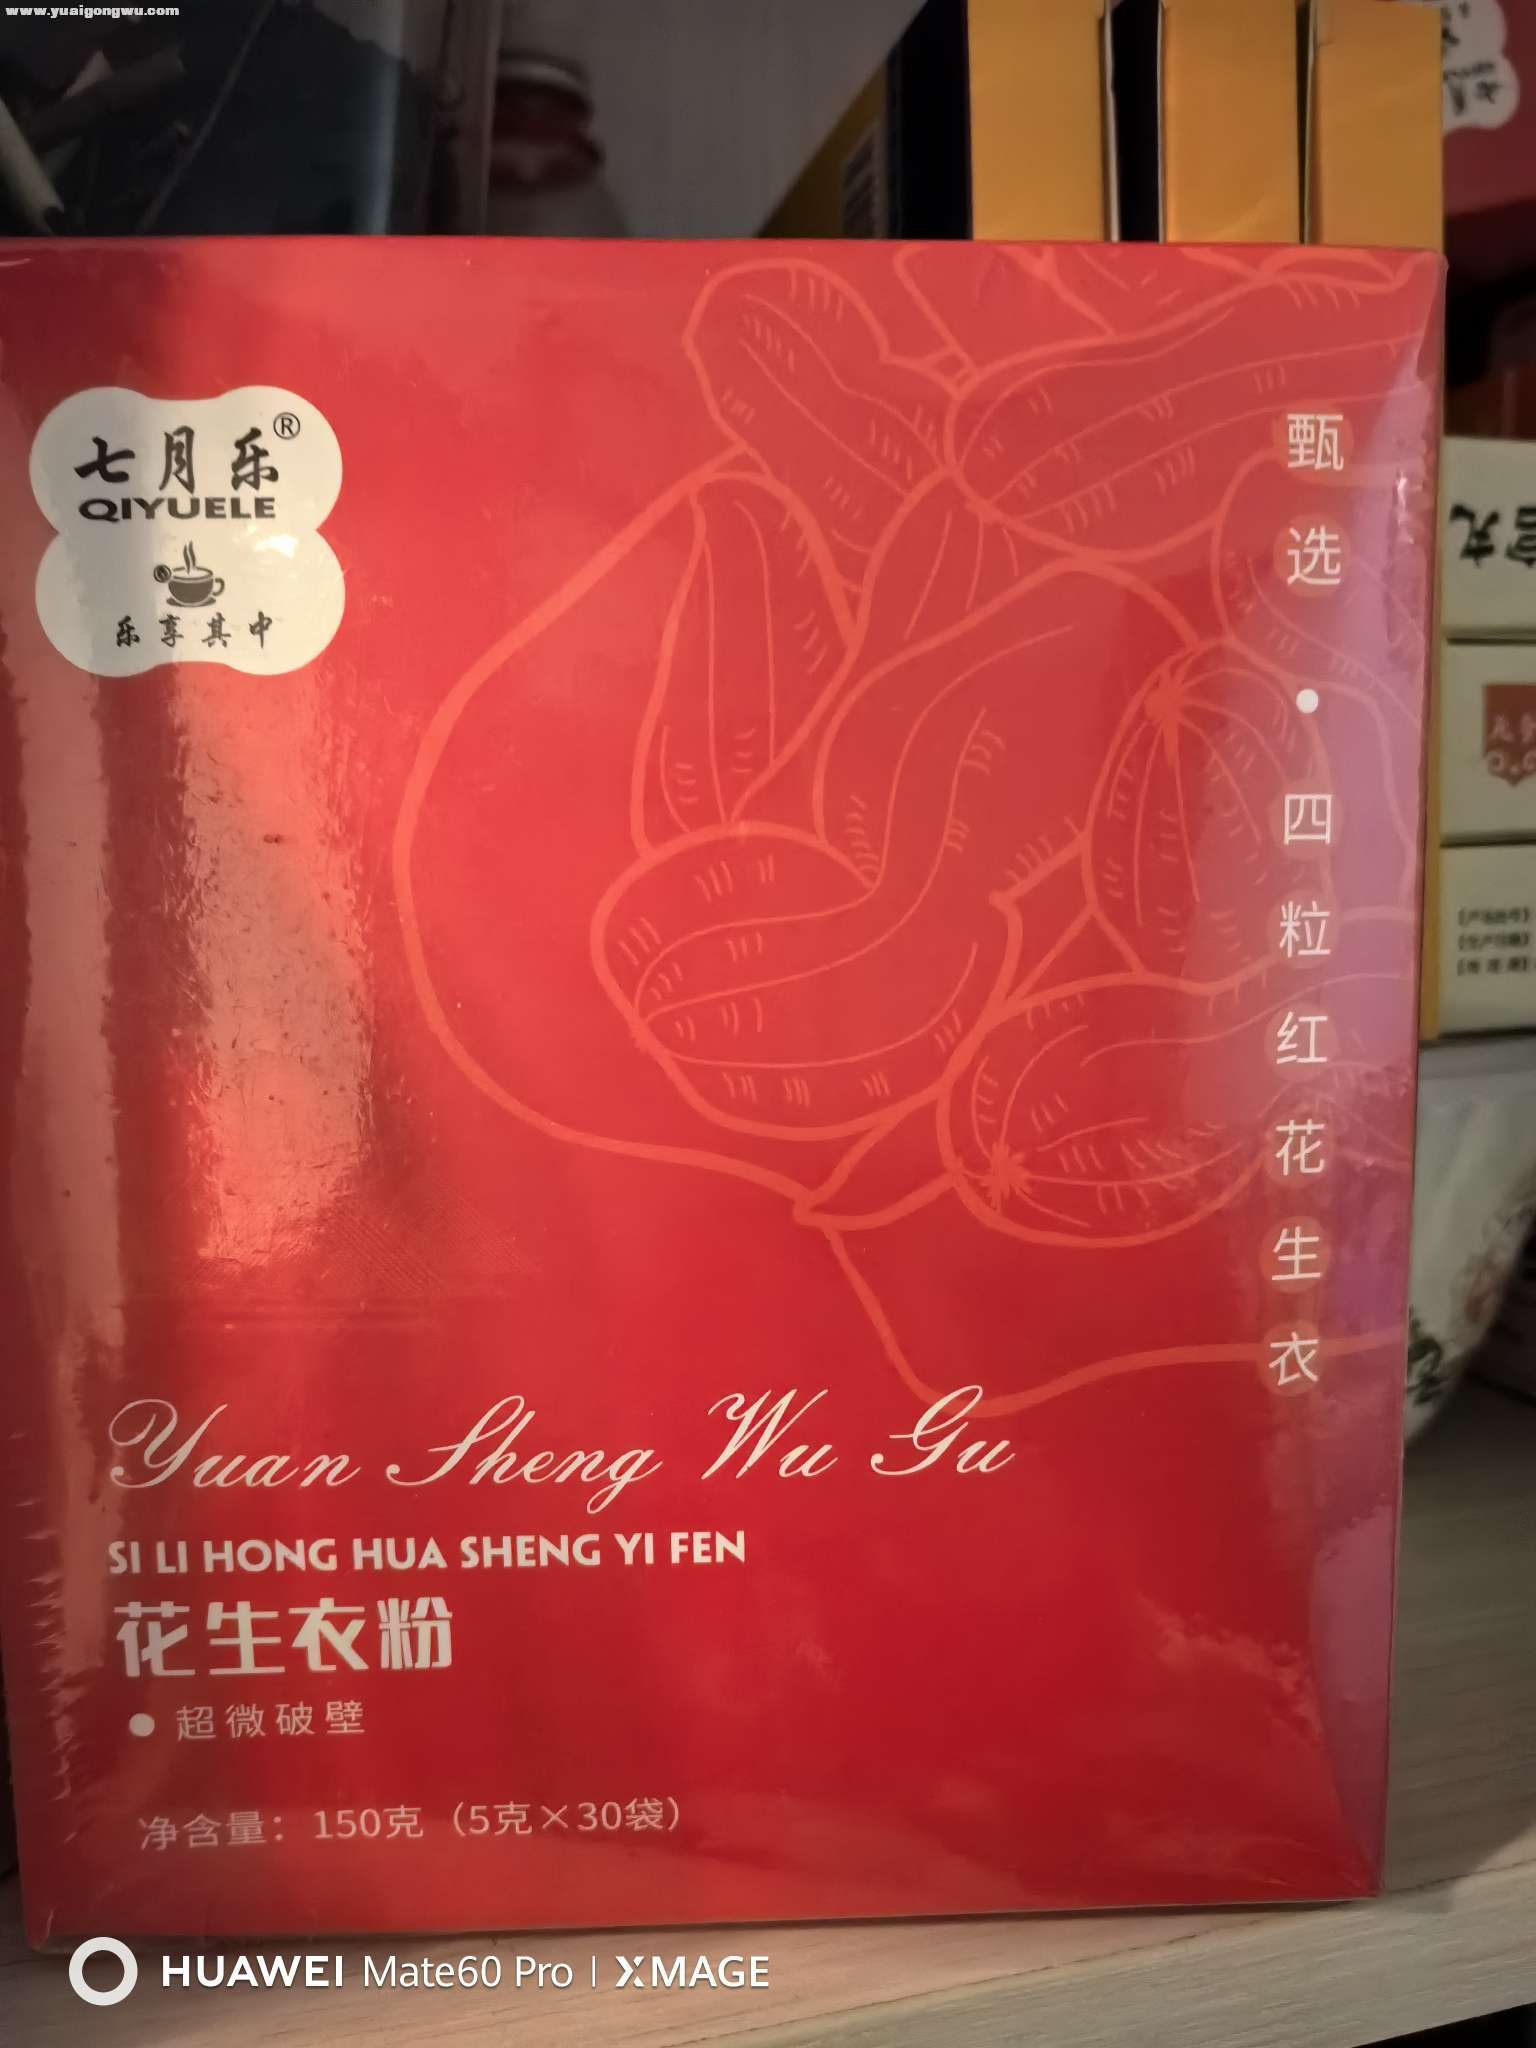 www.yuaigongwu.com
七月乐®
QIYUELE
乐享其中
甄选·四粒红花生衣
Yuan Sheng Wu Gu
SI LI HONG HUA SHENG YI FEN
花生衣粉
●超微破壁
净含量：150克（5克×30袋）
HUAWEI Mate60 Pro | XMAGE